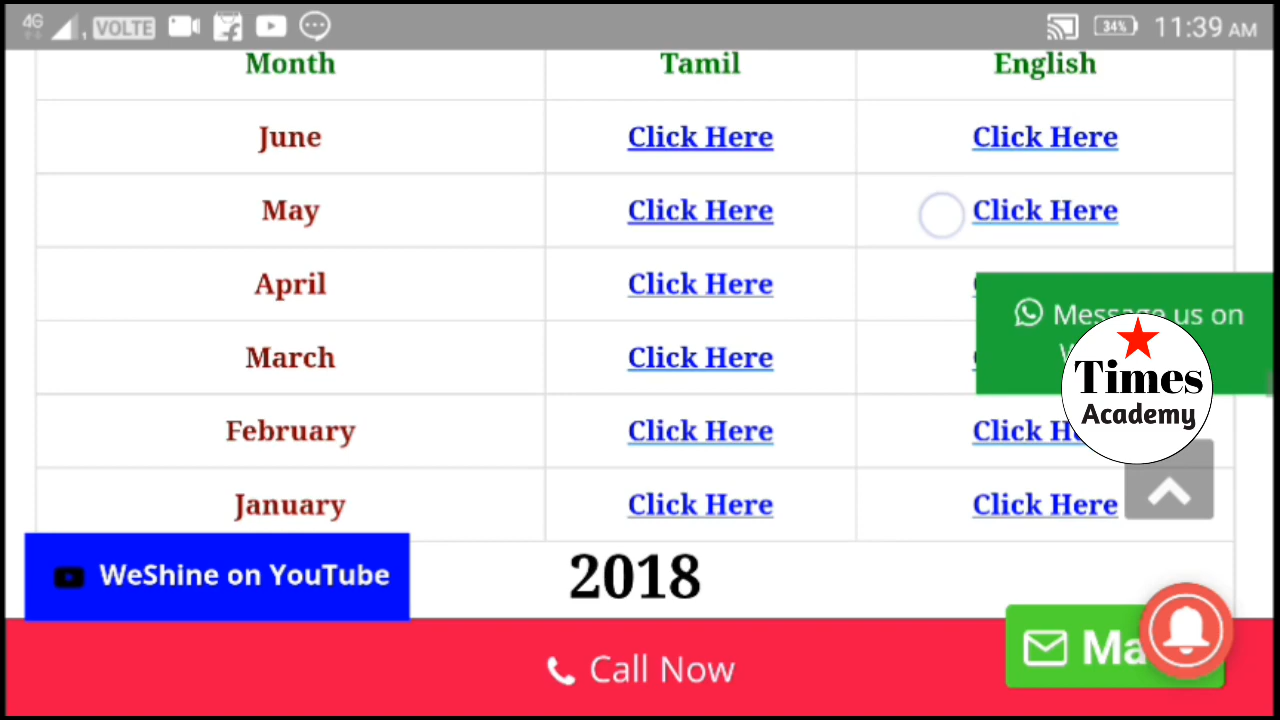 4G VOLTE 34% 11:39 AM
Month Tamil English
June Click Here Click Here
May Click Here Click Here
April Click Here
Message us on
March Click Here
Times
Academy
February Click Here Click
January Click Here Click Here
WeShine on YouTube
2018
Call Now